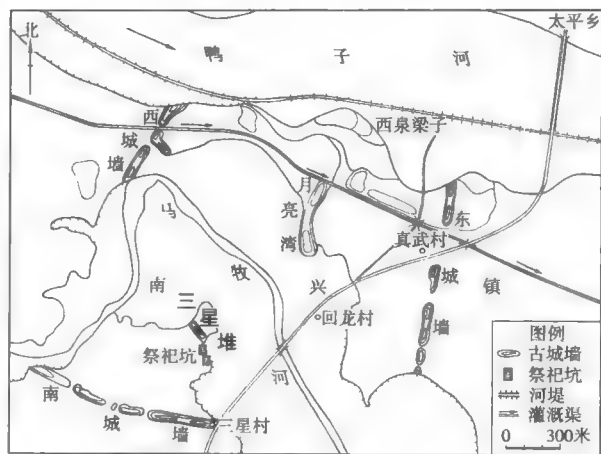 太平乡
北
鸭子河
西泉梁子
西城墙
月亮湾
东城墙
真武村
马牧河
南兴镇
三星堆
祭祀坑
回龙村
南城墙
三星村
图例
古城墙
祭祀坑
河堤
灌溉渠
0 300米